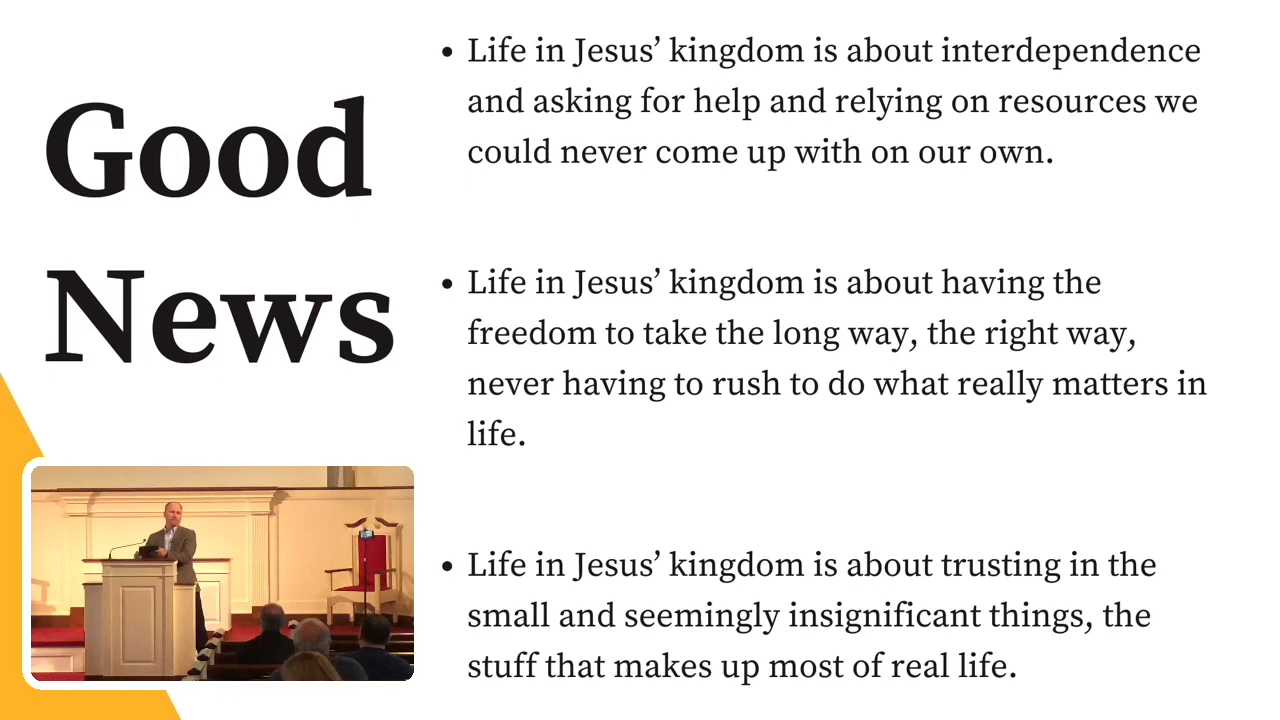 Good
News
• Life in Jesus’ kingdom is about interdependence
and asking for help and relying on resources we
could never come up with on our own.
• Life in Jesus’ kingdom is about having the
freedom to take the long way, the right way,
never having to rush to do what really matters in
life.
• Life in Jesus’ kingdom is about trusting in the
small and seemingly insignificant things, the
stuff that makes up most of real life.